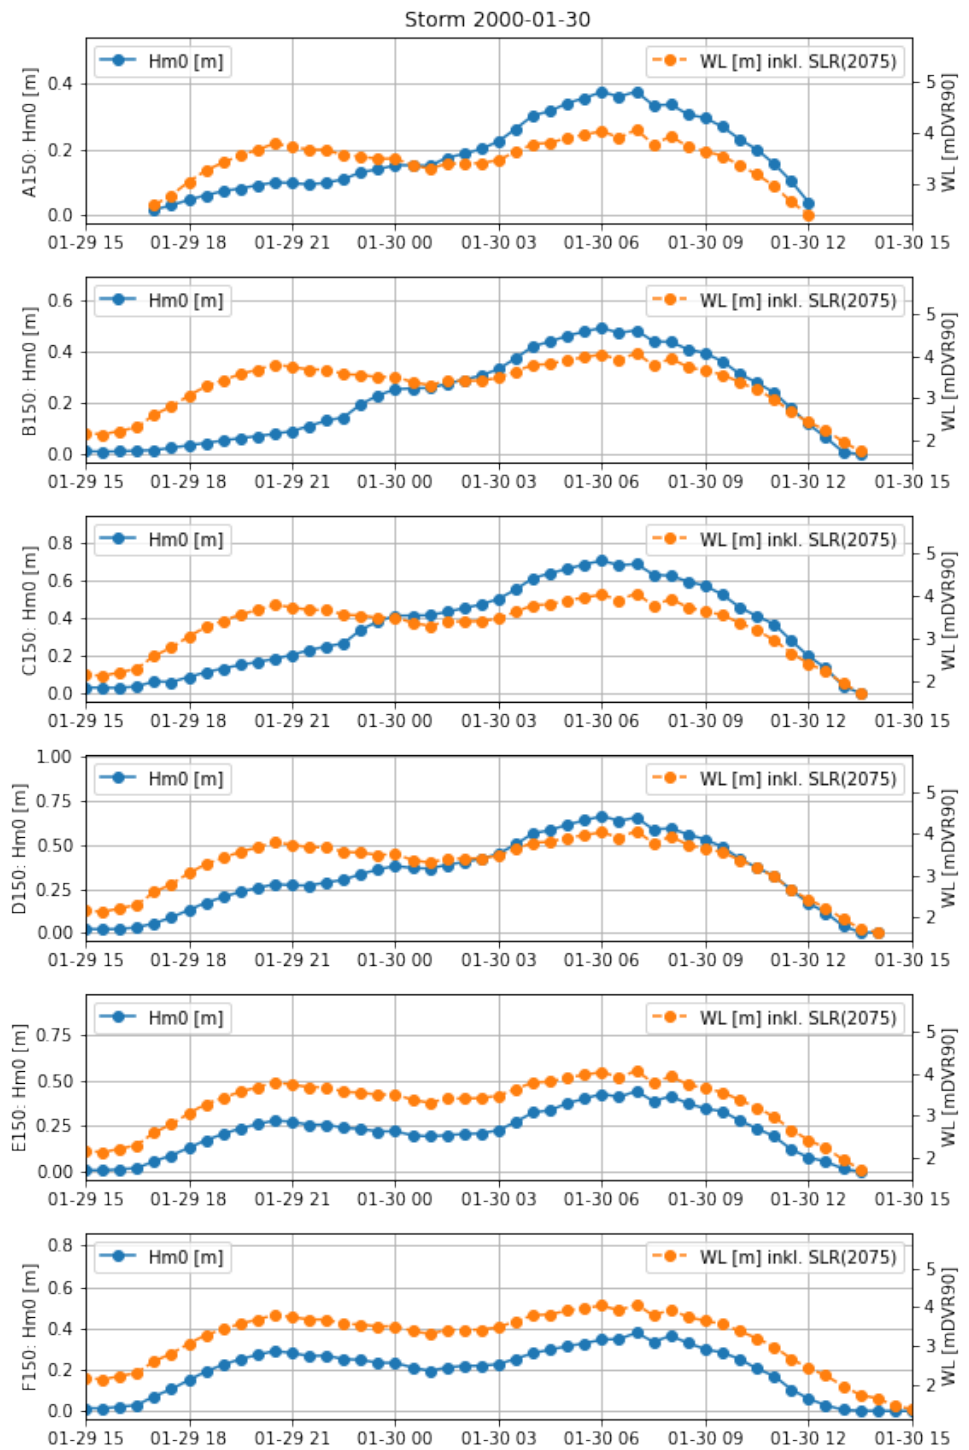 Storm 2000-01-30
Hm0 [m]
WL [m] inkl. SLR(2075)
A150: Hm0 [m]
0.4
0.2
0.0
5
4
3
WL [mDVR90]
01-29 15 01-29 18 01-29 21 01-30 00 01-30 03 01-30 06 01-30 09 01-30 12 01-30 15
Hm0 [m]
WL [m] inkl. SLR(2075)
B150: Hm0 [m]
0.6
0.4
0.2
0.0
5
4
3
2
WL [mDVR90]
01-29 15 01-29 18 01-29 21 01-30 00 01-30 03 01-30 06 01-30 09 01-30 12 01-30 15
Hm0 [m]
WL [m] inkl. SLR(2075)
C150: Hm0 [m]
0.8
0.6
0.4
0.2
0.0
5
4
3
2
WL [mDVR90]
01-29 15 01-29 18 01-29 21 01-30 00 01-30 03 01-30 06 01-30 09 01-30 12 01-30 15
Hm0 [m]
WL [m] inkl. SLR(2075)
D150: Hm0 [m]
1.00
0.75
0.50
0.25
0.00
5
4
3
2
WL [mDVR90]
01-29 15 01-29 18 01-29 21 01-30 00 01-30 03 01-30 06 01-30 09 01-30 12 01-30 15
Hm0 [m]
WL [m] inkl. SLR(2075)
E150: Hm0 [m]
0.75
0.50
0.25
0.00
5
4
3
2
WL [mDVR90]
01-29 15 01-29 18 01-29 21 01-30 00 01-30 03 01-30 06 01-30 09 01-30 12 01-30 15
Hm0 [m]
WL [m] inkl. SLR(2075)
F150: Hm0 [m]
0.8
0.6
0.4
0.2
0.0
5
4
3
2
WL [mDVR90]
01-29 15 01-29 18 01-29 21 01-30 00 01-30 03 01-30 06 01-30 09 01-30 12 01-30 15